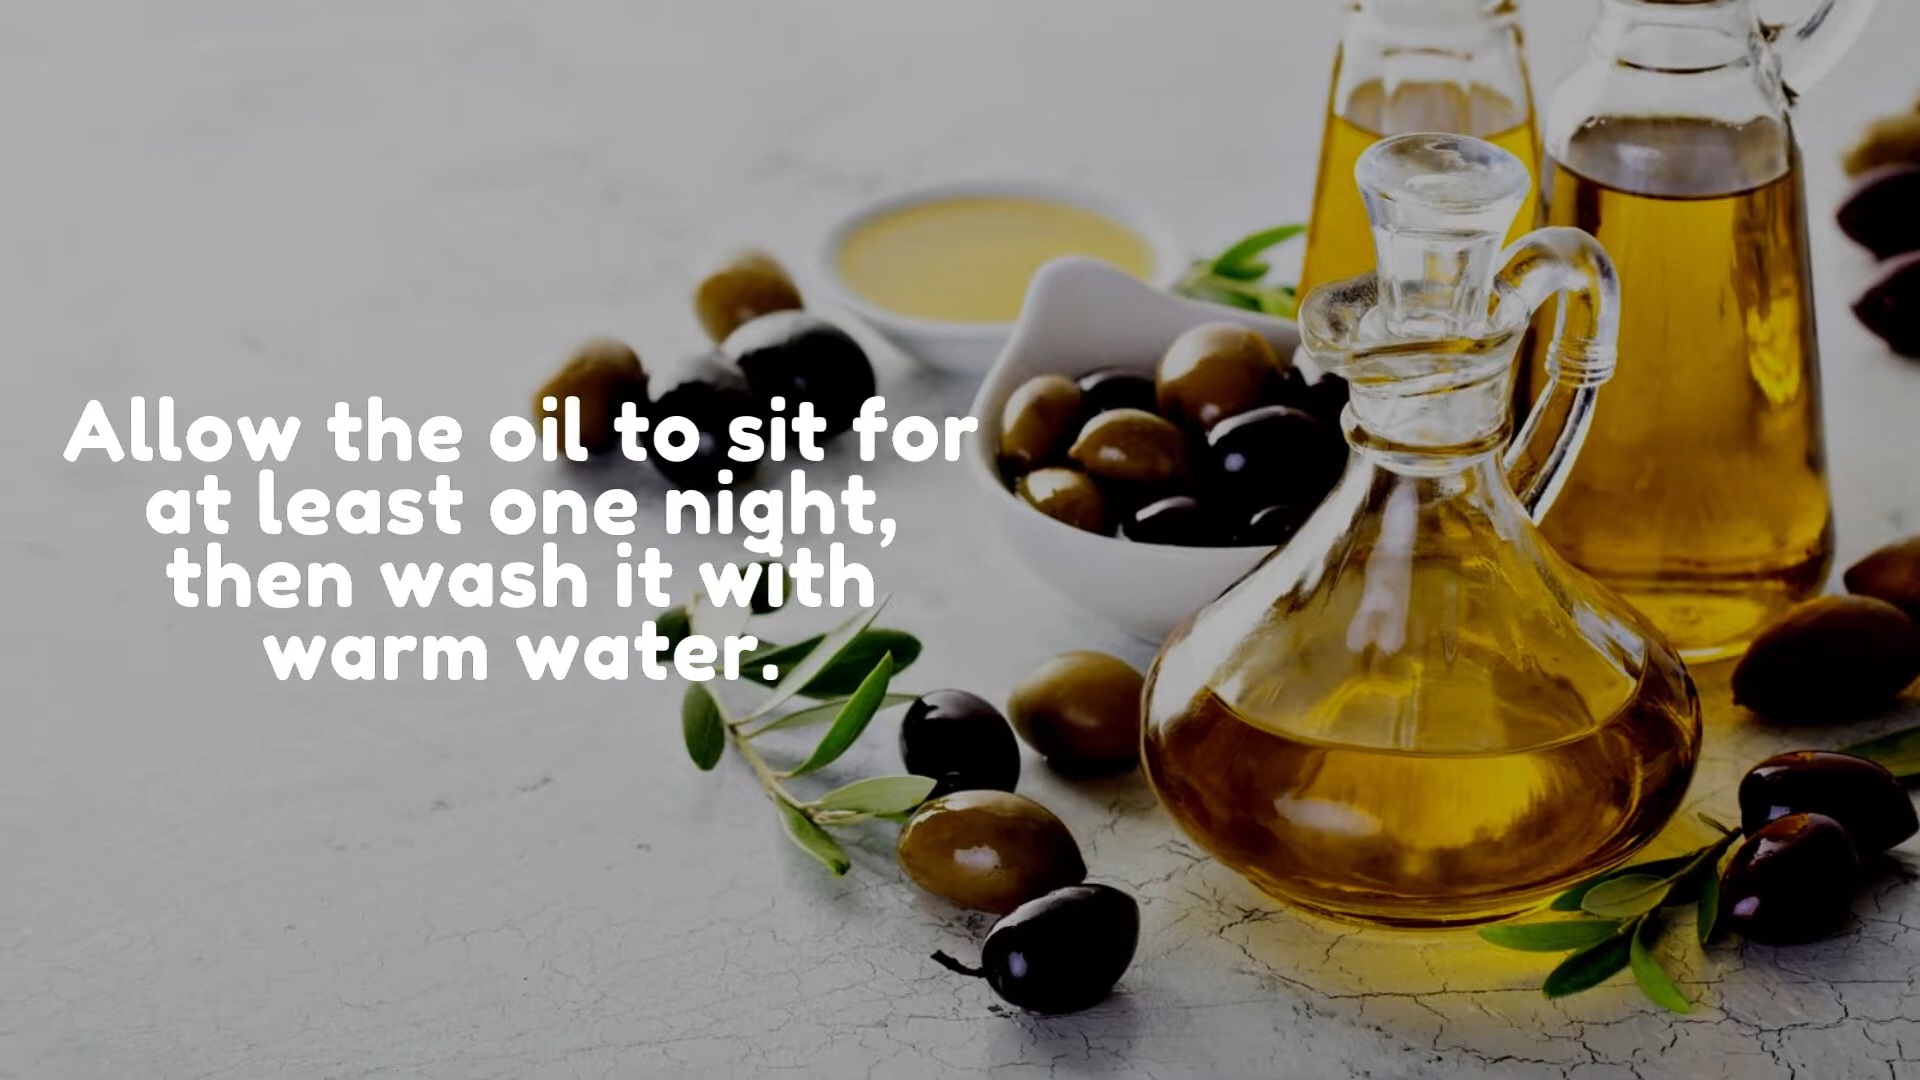 Allow the oil to sit for
at least one night,
then wash it with
warm water.